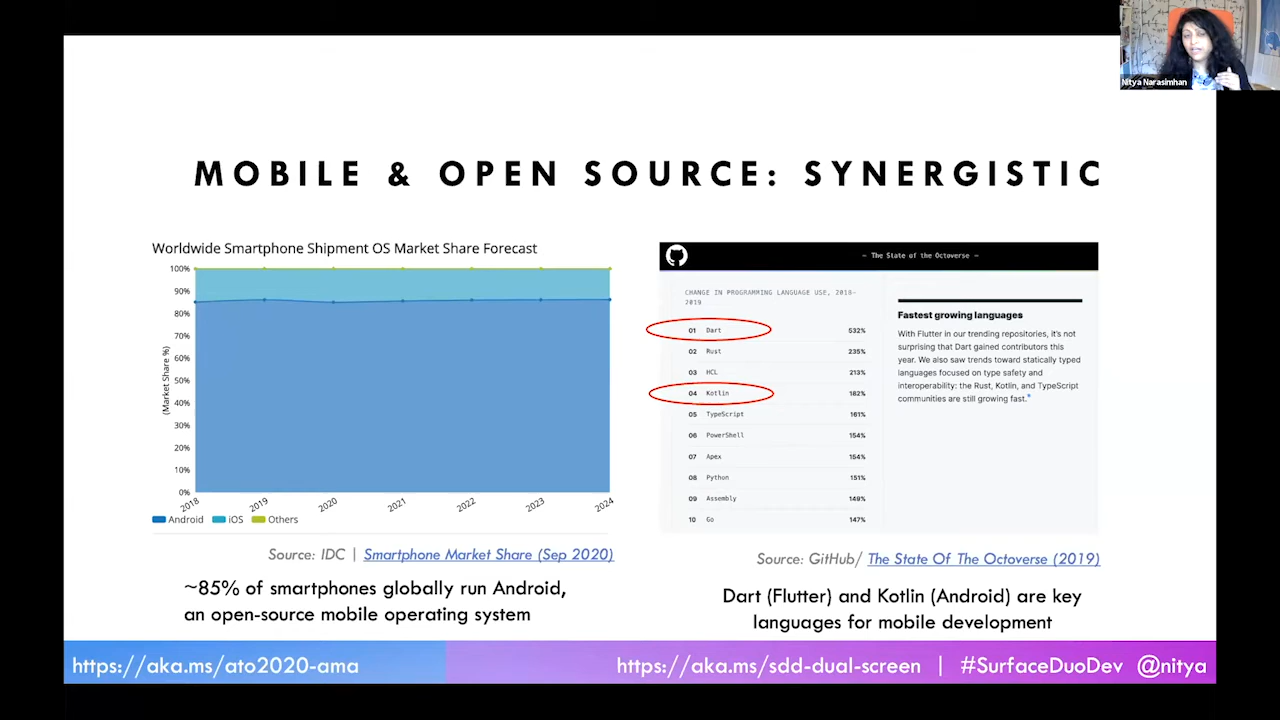 Nitya Narasimhan
MOBILE & OPEN SOURCE: SYNERGISTIC
Worldwide Smartphone Shipment OS Market Share Forecast
(Market Share %)
100%
90%
80%
70%
60%
50%
40%
30%
20%
10%
0%
2018 2019 2020 2021 2022 2023 2024
Android iOS Others
Source: IDC | Smartphone Market Share (Sep 2020)
~85% of smartphones globally run Android,
an open-source mobile operating system
— The State of the Octoverse —
CHANGE IN PROGRAMMING LANGUAGE USE, 2018–
2019
01 Dart 532%
02 Rust 235%
03 HCL 213%
04 Kotlin 182%
05 TypeScript 161%
06 PowerShell 154%
07 Apex 154%
08 Python 151%
09 Assembly 149%
10 Go 147%
Fastest growing languages
With Flutter in our trending repositories, it's not
surprising that Dart gained contributors this
year. We also saw trends toward statically typed
languages focused on type safety and
interoperability: the Rust, Kotlin, and TypeScript
communities are still growing fast.*
Source: GitHub/ The State Of The Octoverse (2019)
Dart (Flutter) and Kotlin (Android) are key
languages for mobile development
https://aka.ms/ato2020-ama
https://aka.ms/sdd-dual-screen | #SurfaceDuoDev @nitya